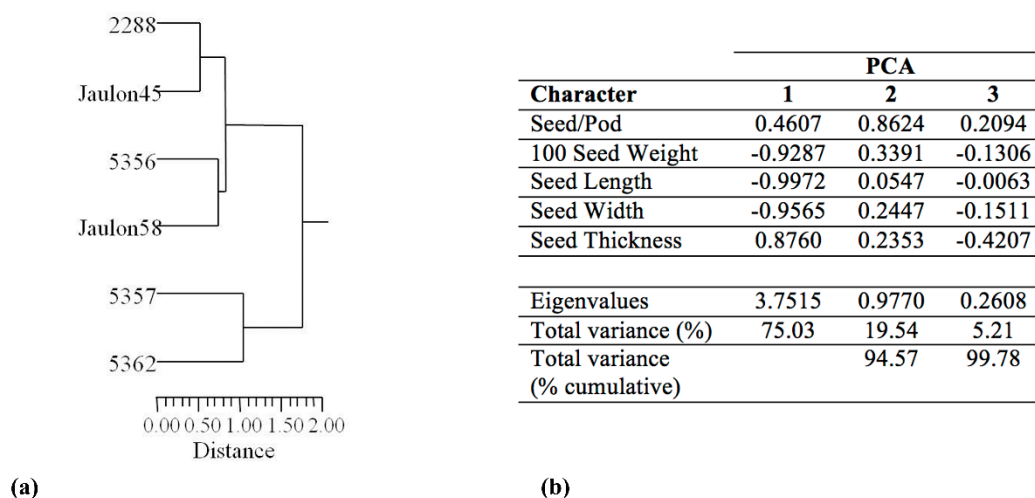 2288
Jaulon45
5356
Jaulon58
5357
5362
0.00 0.50 1.00 1.50 2.00
Distance
(a)
PCA
Character 1 2 3
Seed/Pod 0.4607 0.8624 0.2094
100 Seed Weight -0.9287 0.3391 -0.1306
Seed Length -0.9972 0.0547 -0.0063
Seed Width -0.9565 0.2447 -0.1511
Seed Thickness 0.8760 0.2353 -0.4207
Eigenvalues 3.7515 0.9770 0.2608
Total variance (%) 75.03 19.54 5.21
Total variance 94.57 99.78
(% cumulative)
(b)